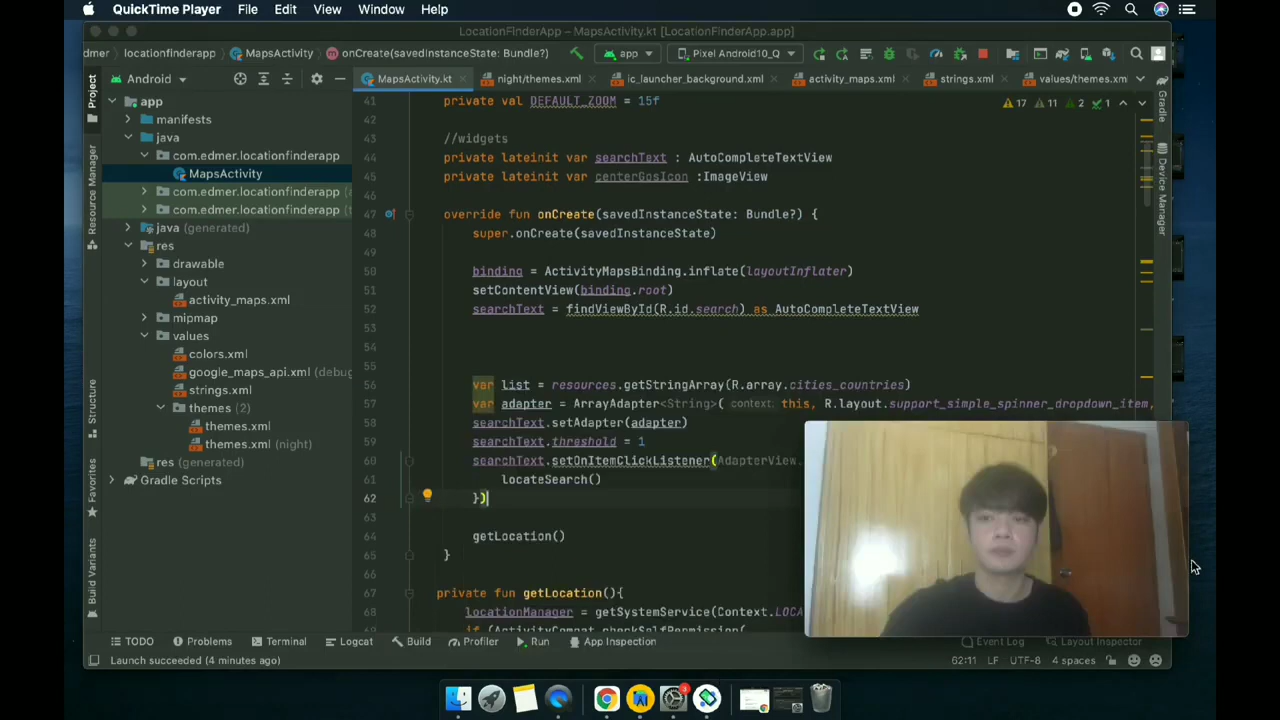 QuickTime Player File Edit View Window Help
LocationFinderApp – MapsActivity.kt [LocationFinderApp.app]
dmer locationfinderapp MapsActivity onCreate(savedInstanceState: Bundle?) app Pixel Android10_Q
Project
Resource Manager
Structure
Favorites
Build Variants
Android
MapsActivity.kt night/themes.xml ic_launcher_background.xml activity_maps.xml strings.xml values/themes.xml
app
manifests
java
com.edmer.locationfinderapp
MapsActivity
com.edmer.locationfinderapp (
com.edmer.locationfinderapp (
java (generated)
res
drawable
layout
activity_maps.xml
mipmap
values
colors.xml
google_maps_api.xml (debug
strings.xml
themes (2)
themes.xml
themes.xml (night)
res (generated)
Gradle Scripts
17 11 2 1
41 private val DEFAULT_ZOOM = 15f
42
43 //widgets
44 private lateinit var searchText : AutoCompleteTextView
45 private lateinit var centerGosIcon :ImageView
46
47 override fun onCreate(savedInstanceState: Bundle?) {
48 super.onCreate(savedInstanceState)
49
50 binding = ActivityMapsBinding.inflate(layoutInflater)
51 setContentView(binding.root)
52 searchText = findViewById(R.id.search) as AutoCompleteTextView
53
54
55
56 var list = resources.getStringArray(R.array.cities_countries)
57 var adapter = ArrayAdapter<String>( context: this, R.layout.support_simple_spinner_dropdown_item,
58 searchText.setAdapter(adapter)
59 searchText.threshold = 1
60 searchText.setOnItemClickListener(AdapterView.
61 locateSearch()
62 })
63
64 getLocation()
65 }
66
67 private fun getLocation(){
68 locationManager = getSystemService(Context.LOCA
69 if (ActivityCompat.checkSelfPermission(
Gradle
Device Manager
TODO Problems Terminal Logcat Build Profiler Run App Inspection Event Log Layout Inspector
Launch succeeded (4 minutes ago) 62:11 LF UTF-8 4 spaces